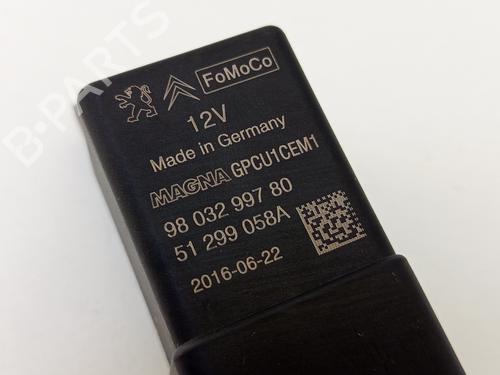 FoMoCo
12V
Made in Germany
MAGNA GPCU1CEM1
98 032 997 80
51 299 058A
2016-06-22
B-PARTS